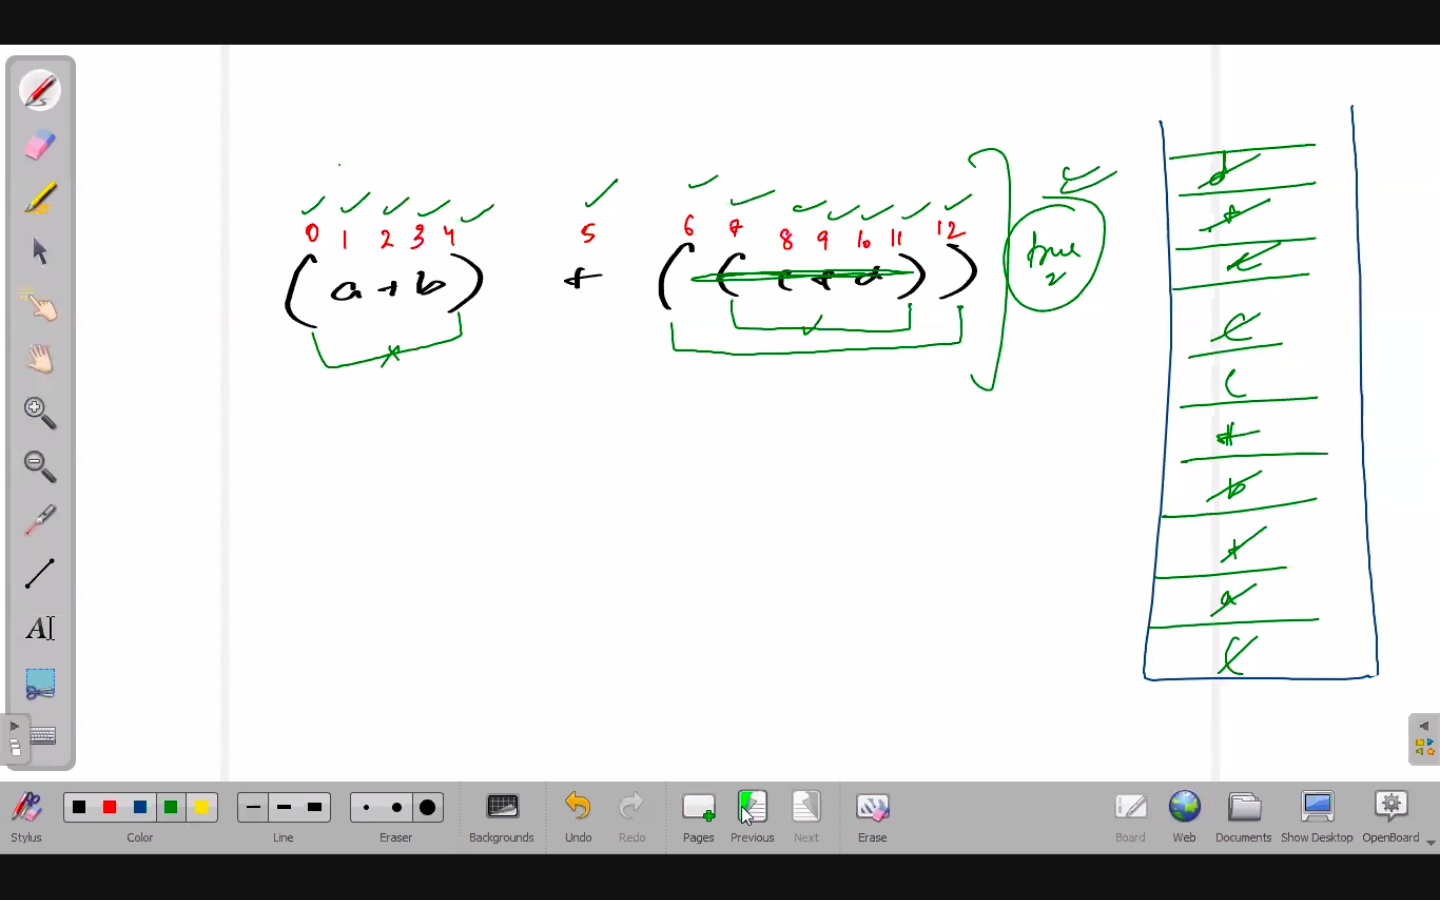 0 1 2 3 4 5 6 7 8 9 10 11 12
(a+b) + ((c+d))
true
d
+
c
(
(
+
b
+
a
(
A
Stylus Color Line Eraser Backgrounds Undo Redo Pages Previous Next Erase Board Web Documents Show Desktop OpenBoard